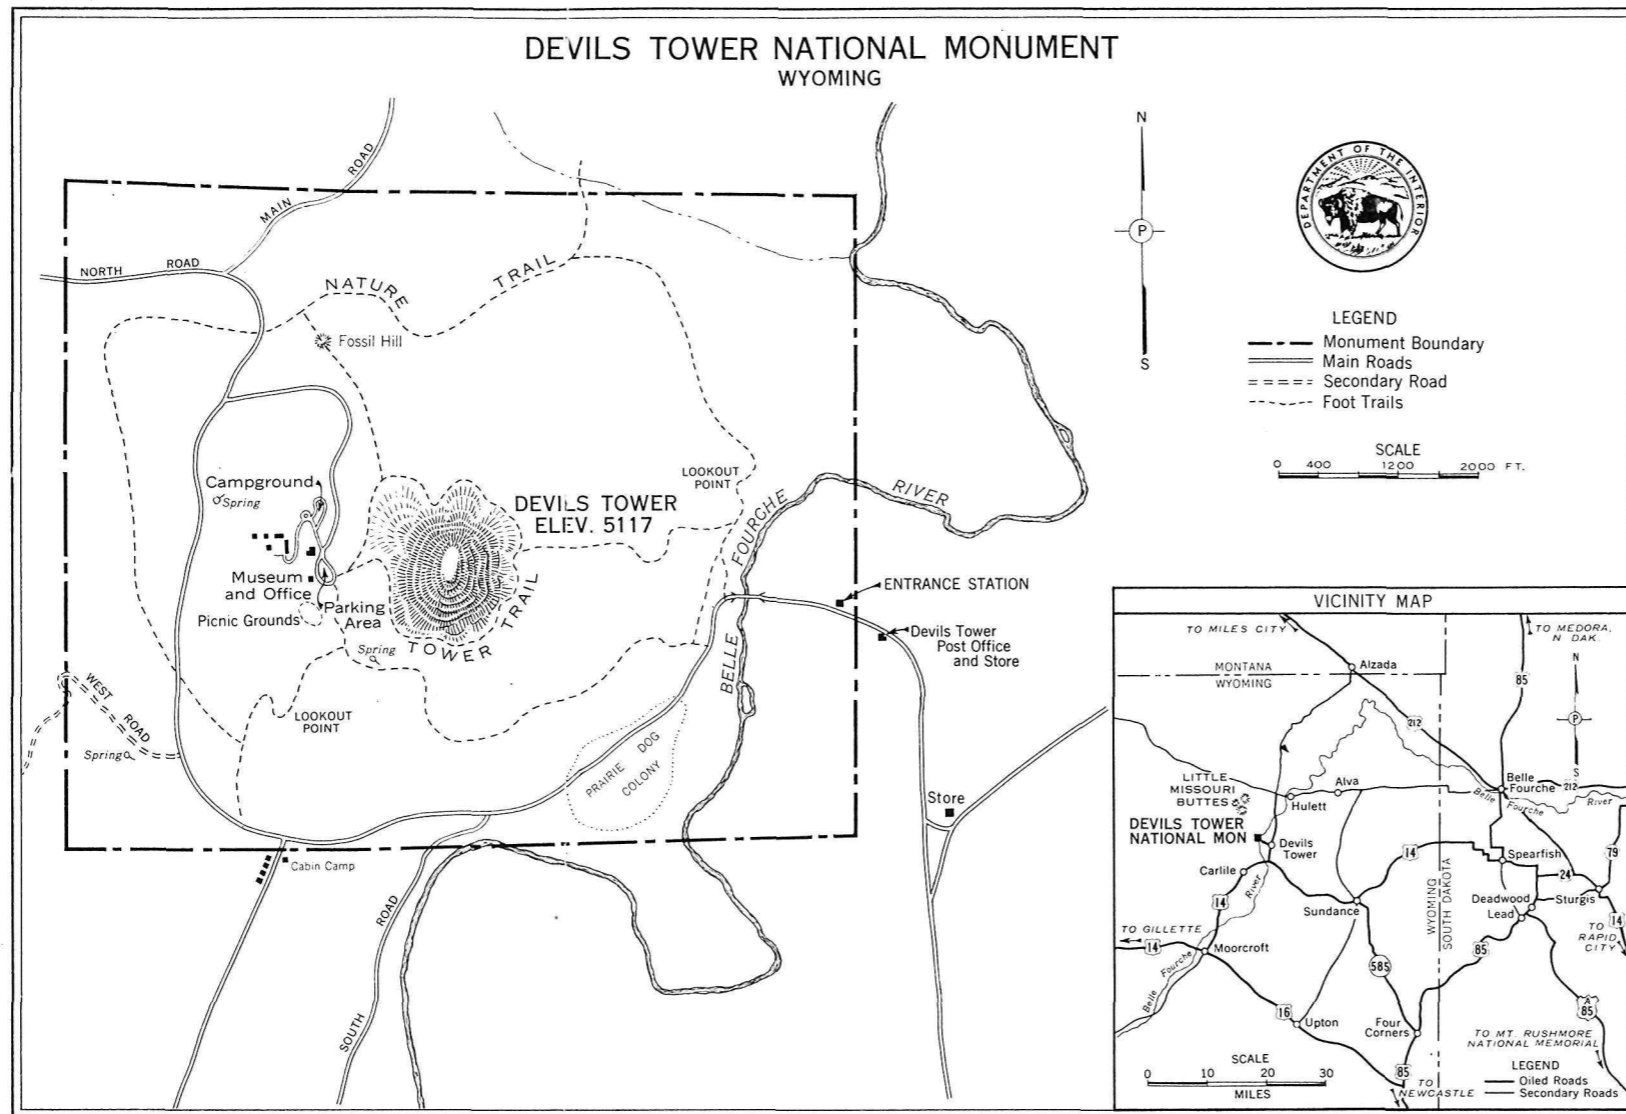 DEVILS TOWER NATIONAL MONUMENT
WYOMING
N
P
S
DEPARTMENT OF THE INTERIOR
LEGEND
Monument Boundary
Main Roads
Secondary Road
Foot Trails
SCALE
0 400 1200 2000 FT.
MAIN ROAD
NORTH ROAD
NATURE TRAIL
Fossil Hill
Campground
Spring
LOOKOUT
POINT
DEVILS TOWER
ELEV. 5117
BELLE FOURCHE RIVER
Museum
and Office
Parking
Area
Picnic Grounds
TOWER TRAIL
Spring
ENTRANCE STATION
Devils Tower
Post Office
and Store
WEST ROAD
Spring
LOOKOUT
POINT
PRAIRIE DOG
COLONY
Store
Cabin Camp
SOUTH ROAD
VICINITY MAP
TO MILES CITY
TO MEDORA,
N. DAK.
N
P
S
MONTANA
WYOMING
Alzada
85
212
LITTLE
MISSOURI
BUTTES
Alva
Hulett
Belle
Fourche
212
Belle Fourche River
DEVILS TOWER
NATIONAL MON
Devils
Tower
Carlile
14
Spearfish
79
24
WYOMING
SOUTH DAKOTA
Deadwood
Lead
Sturgis
14
River
14
Sundance
TO GILLETTE
14
Moorcroft
TO
RAPID
CITY
85
585
Belle Fourche
16
Upton
Four
Corners
A
85
TO MT. RUSHMORE
NATIONAL MEMORIAL
SCALE
0 10 20 30
MILES
85
TO
NEWCASTLE
LEGEND
Oiled Roads
Secondary Roads